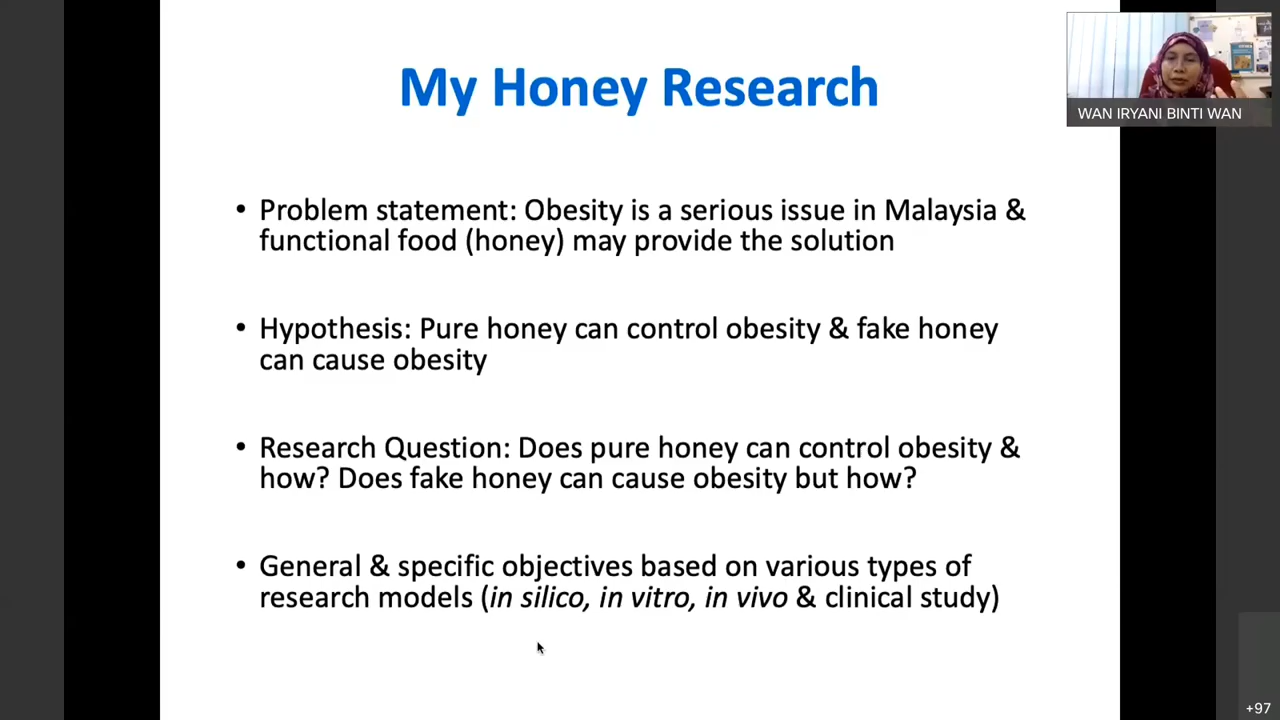 My Honey Research
WAN IRYANI BINTI WAN
• Problem statement: Obesity is a serious issue in Malaysia &
functional food (honey) may provide the solution
• Hypothesis: Pure honey can control obesity & fake honey
can cause obesity
• Research Question: Does pure honey can control obesity &
how? Does fake honey can cause obesity but how?
• General & specific objectives based on various types of
research models (in silico, in vitro, in vivo & clinical study)
+97